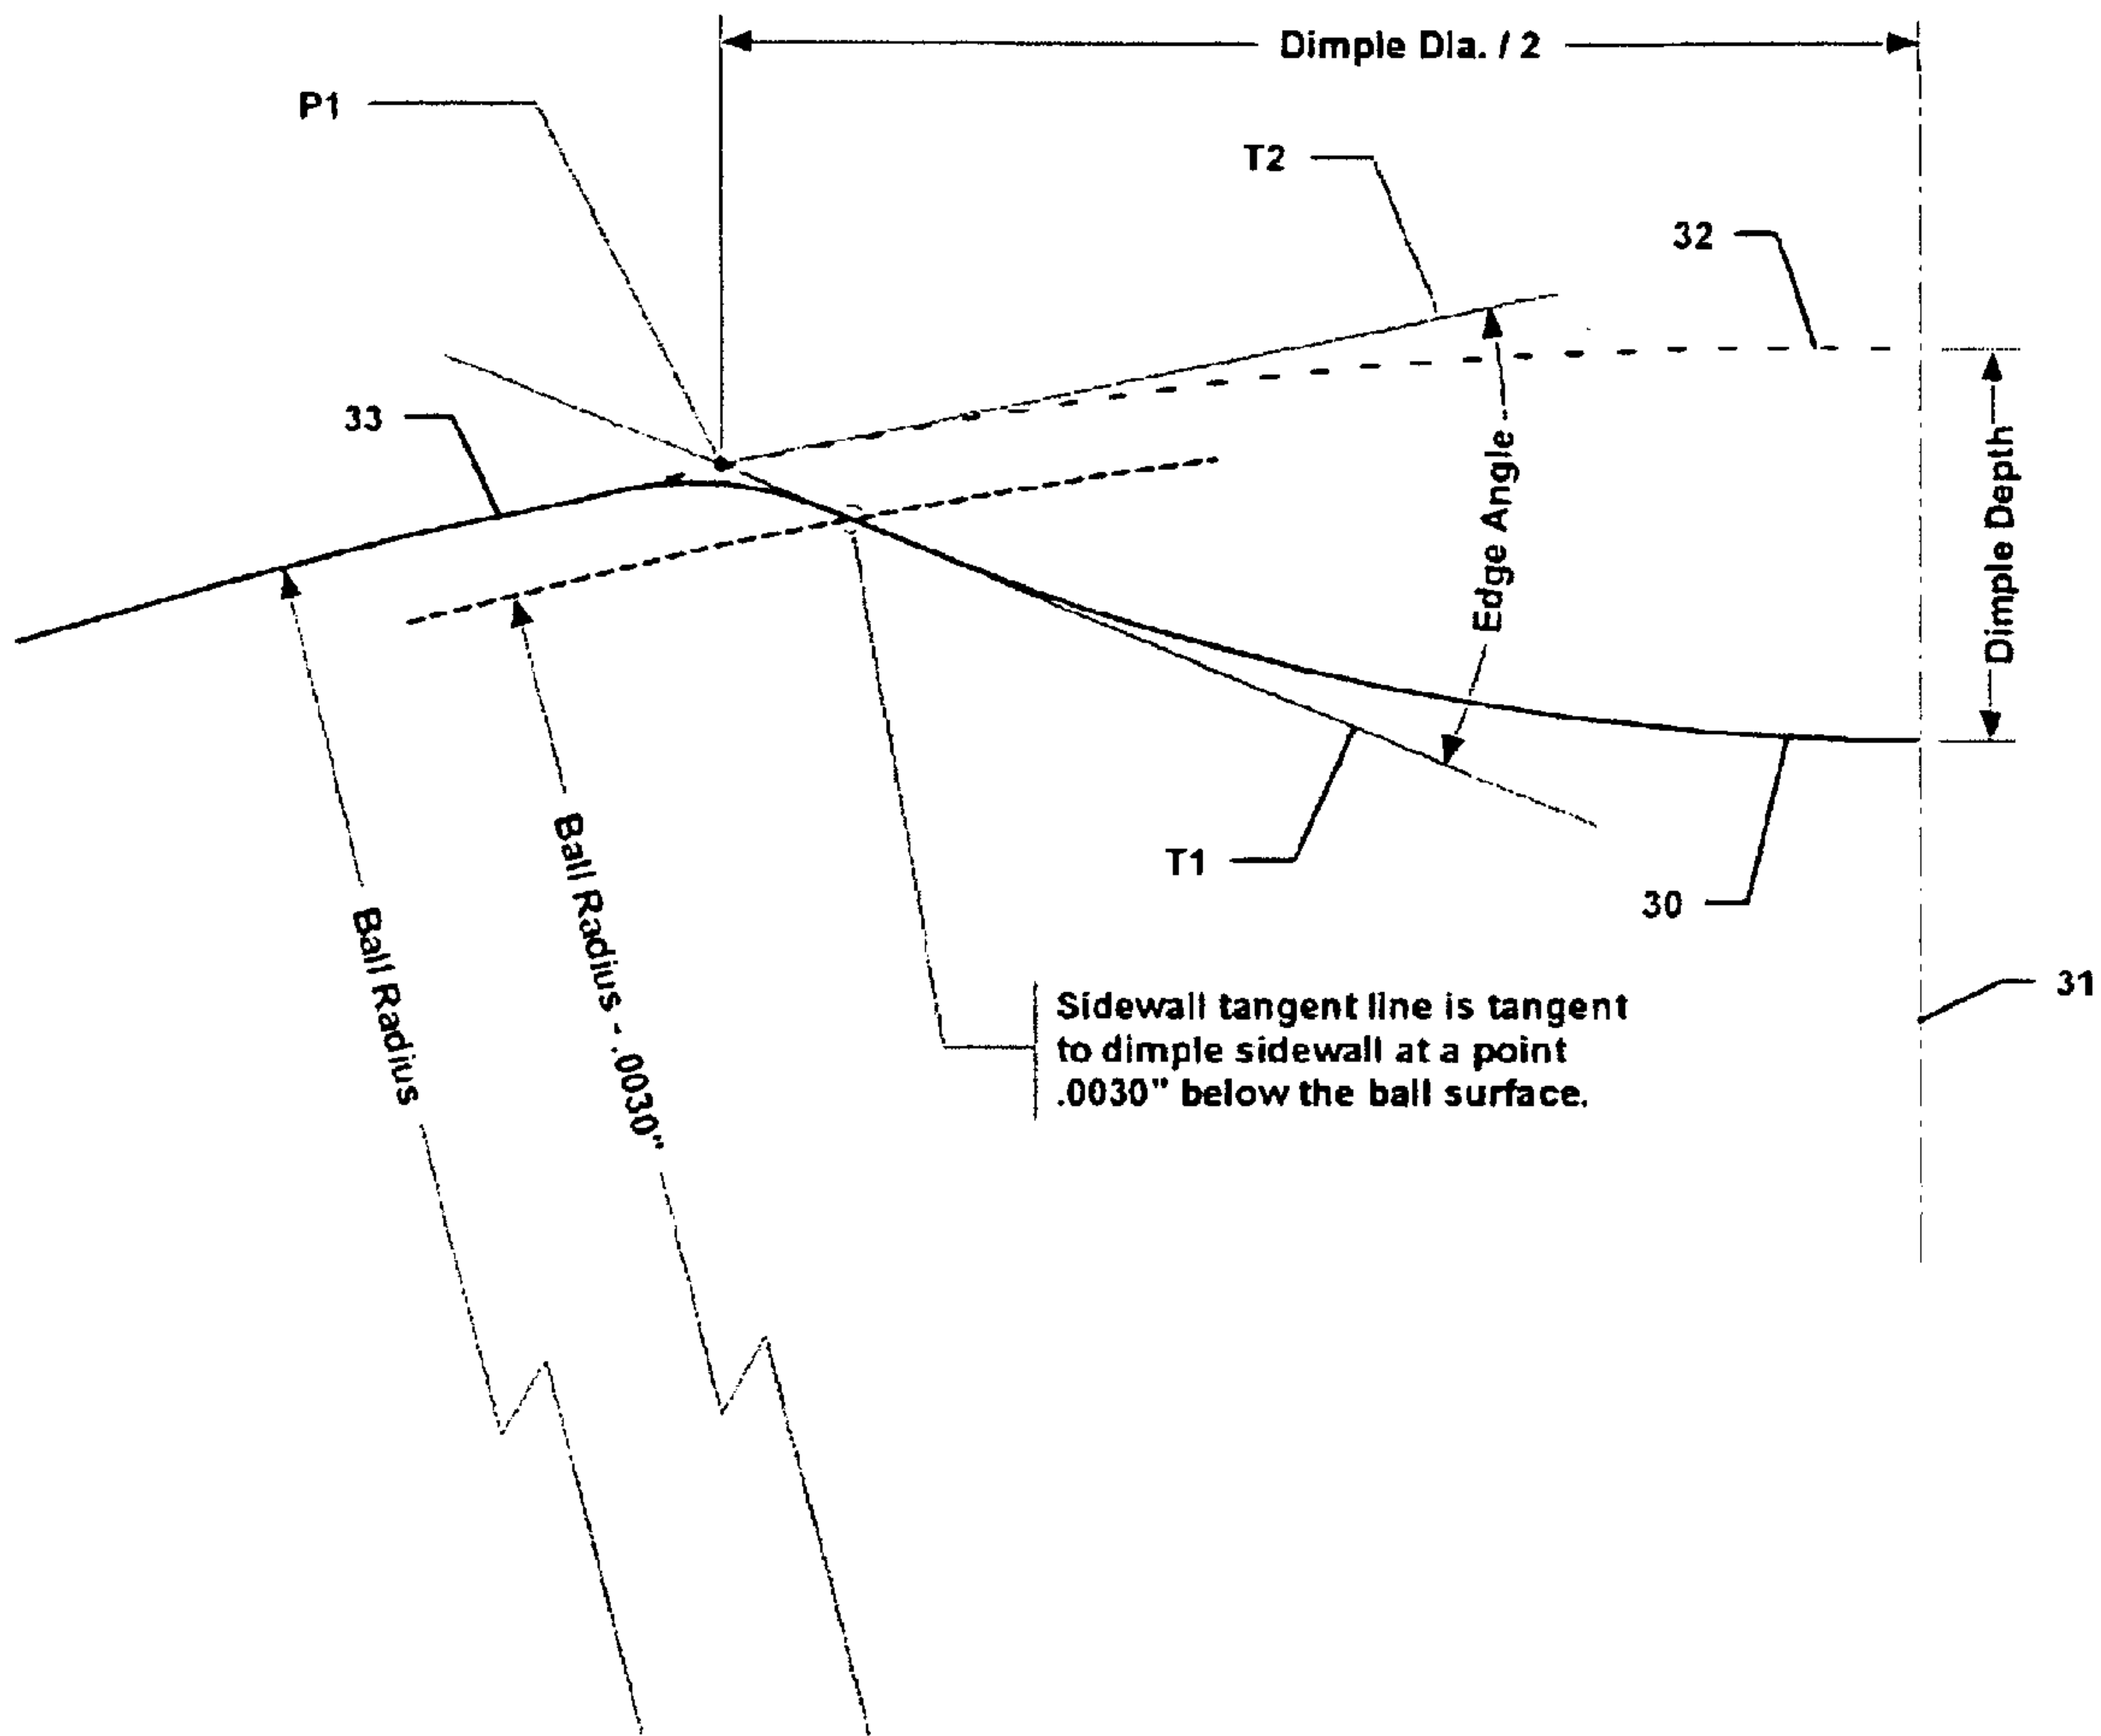 Dimple Dia. / 2
P1
T2
32
33
Edge Angle
Dimple Depth
T1
30
Ball Radius
Ball Radius - .0030"
31
Sidewall tangent line is tangent
to dimple sidewall at a point
.0030" below the ball surface.